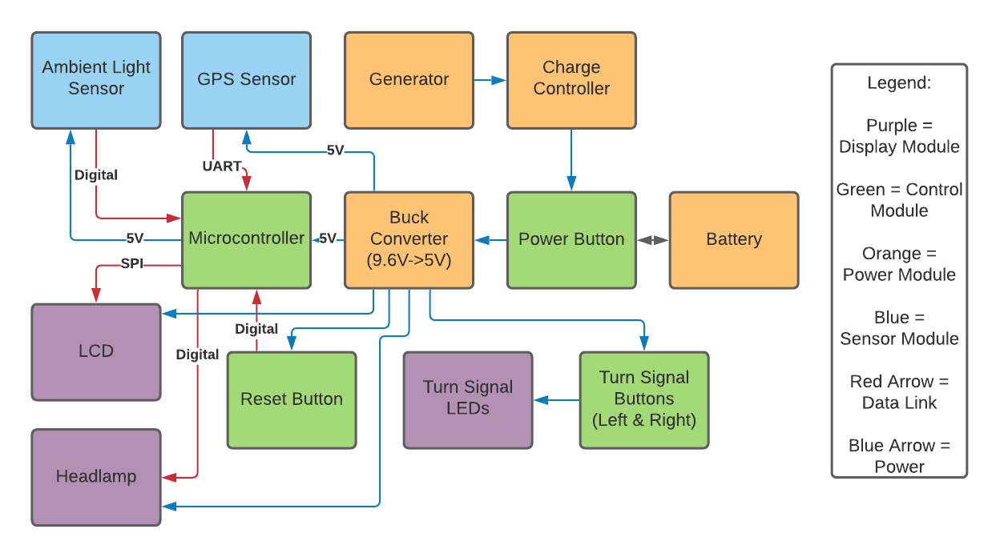 Ambient Light
Sensor
GPS Sensor
Generator
Charge
Controller
Legend:
Purple =
Display Module
Green = Control
Module
Orange =
Power Module
Blue =
Sensor Module
Red Arrow =
Data Link
Blue Arrow =
Power
5V
UART
Digital
Microcontroller
5V
Buck
Converter
(9.6V->5V)
Power Button
Battery
5V
SPI
LCD
Digital
Digital
Reset Button
Turn Signal
LEDs
Turn Signal
Buttons
(Left & Right)
Headlamp